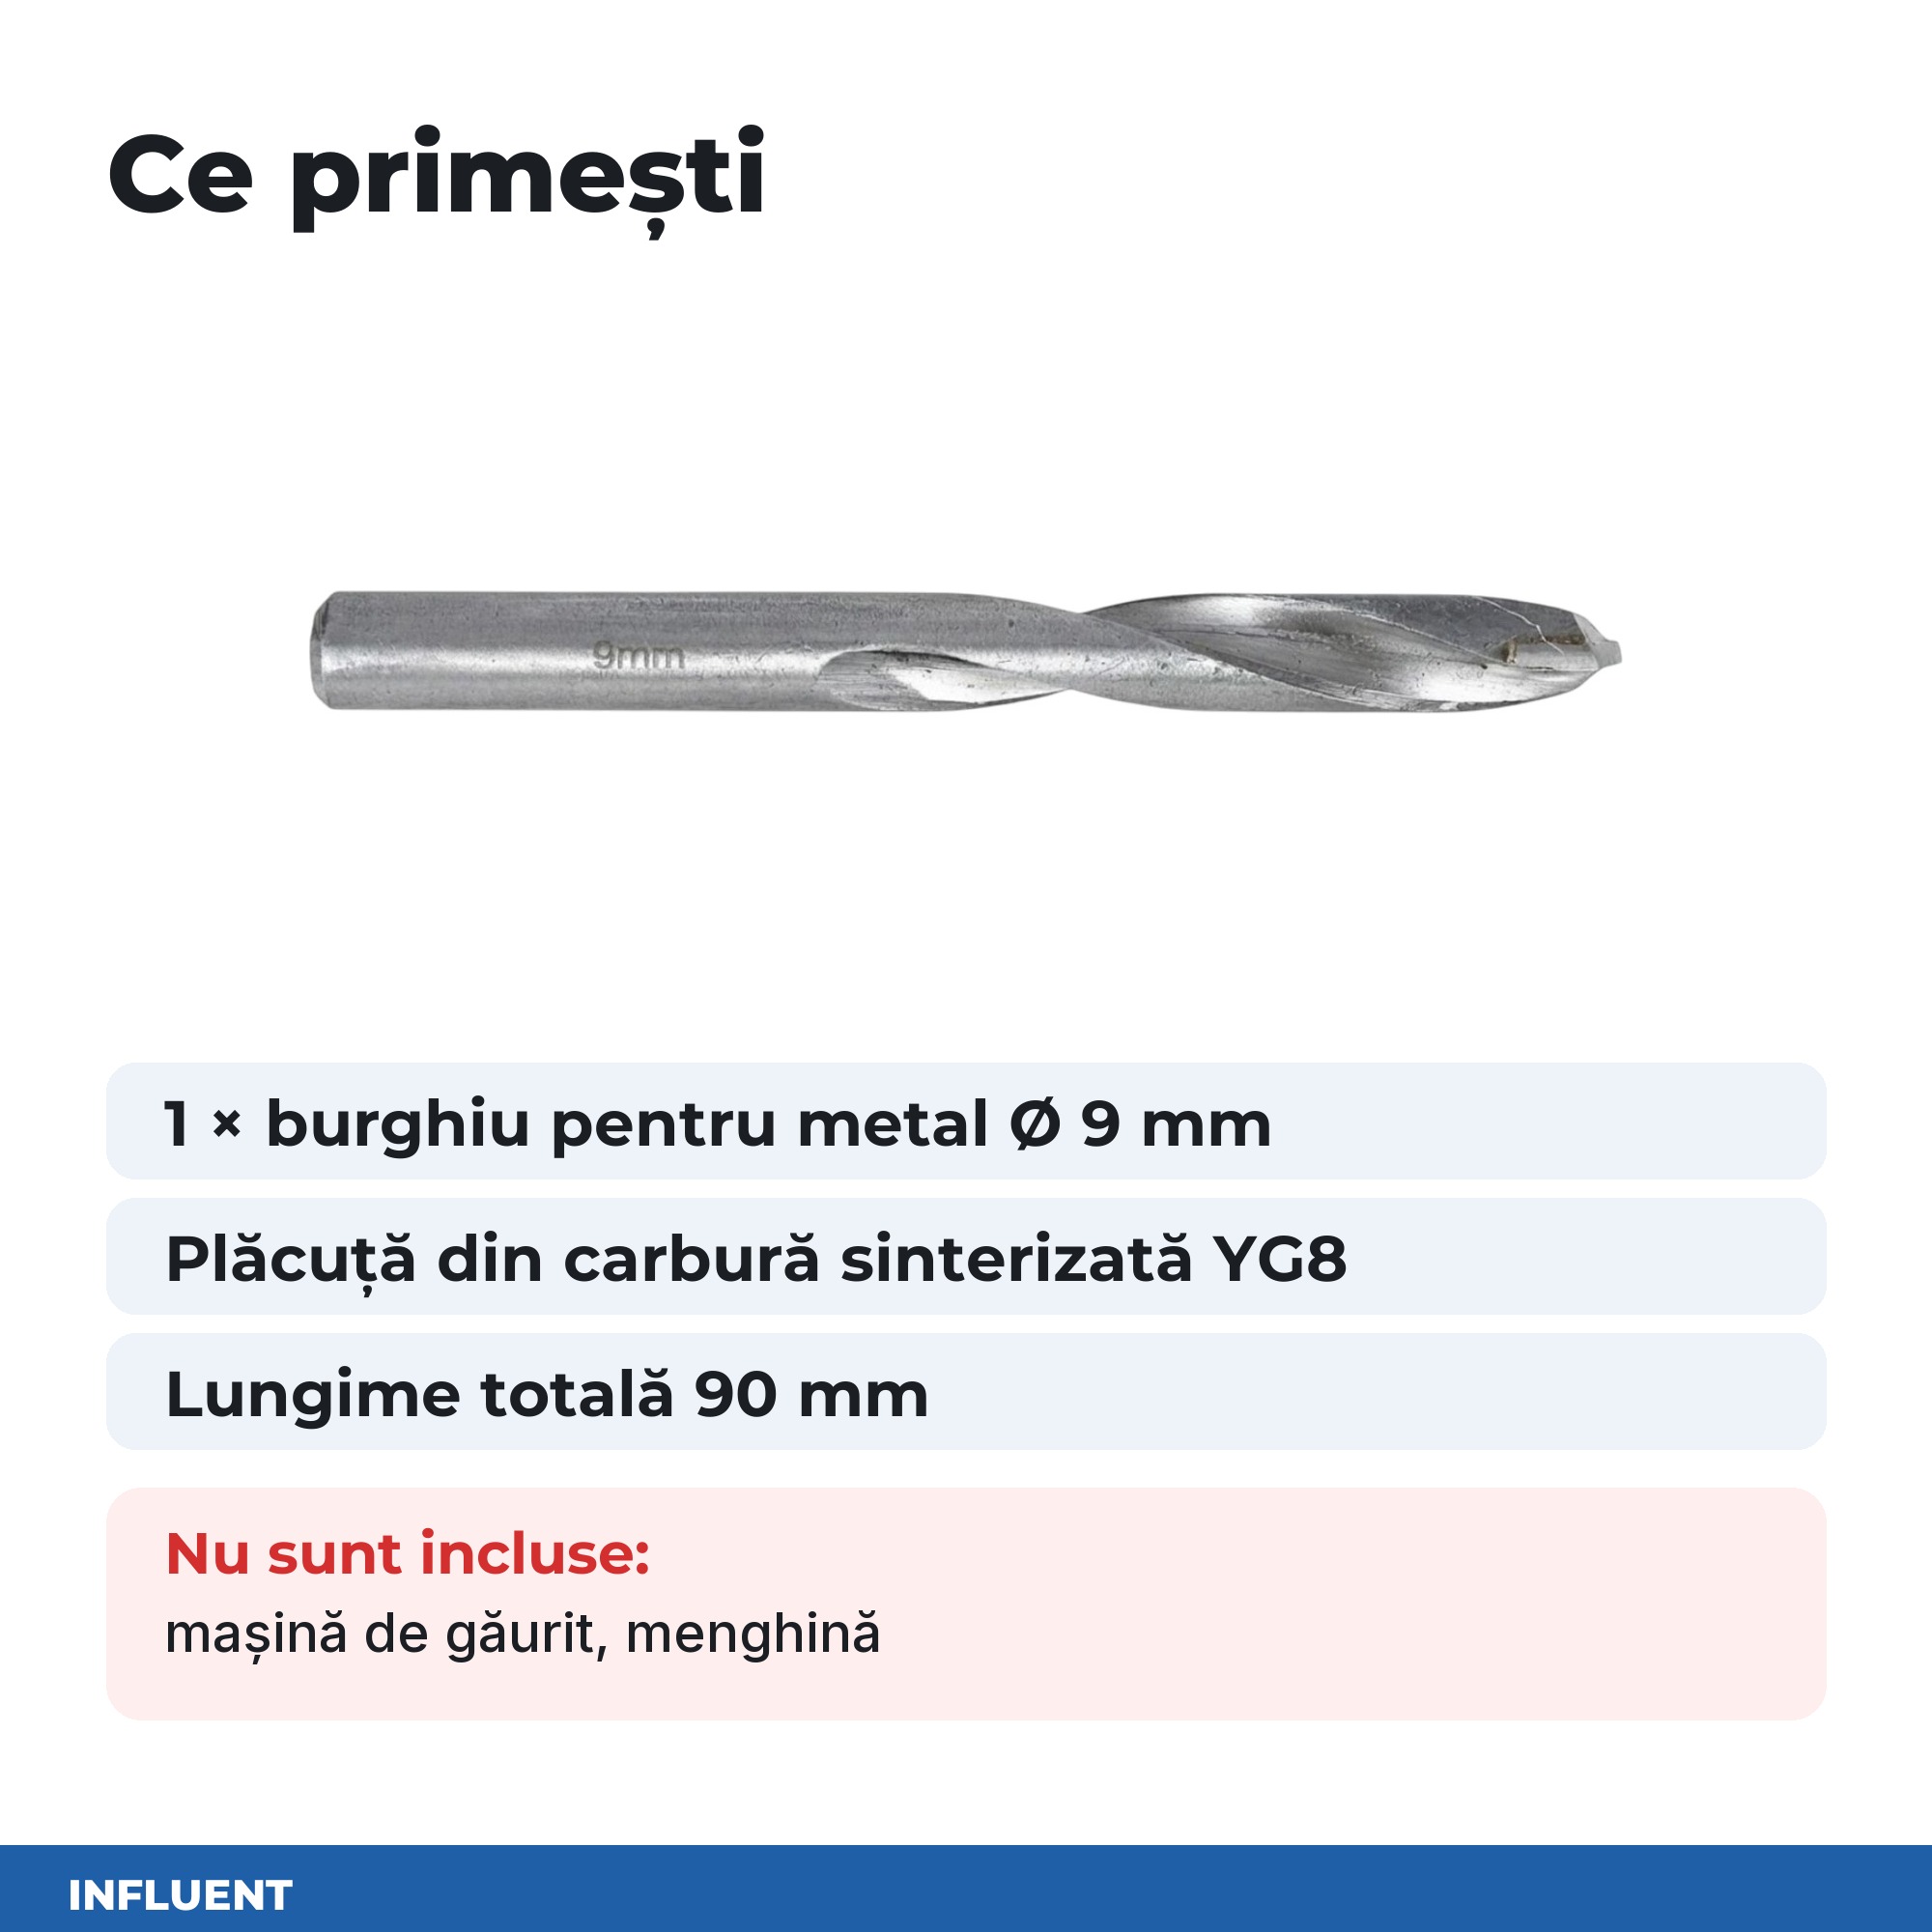 Ce primești
9mm
1 × burghiu pentru metal Ø 9 mm
Plăcuță din carbură sinterizată YG8
Lungime totală 90 mm
Nu sunt incluse:
mașină de găurit, menghină
INFLUENT